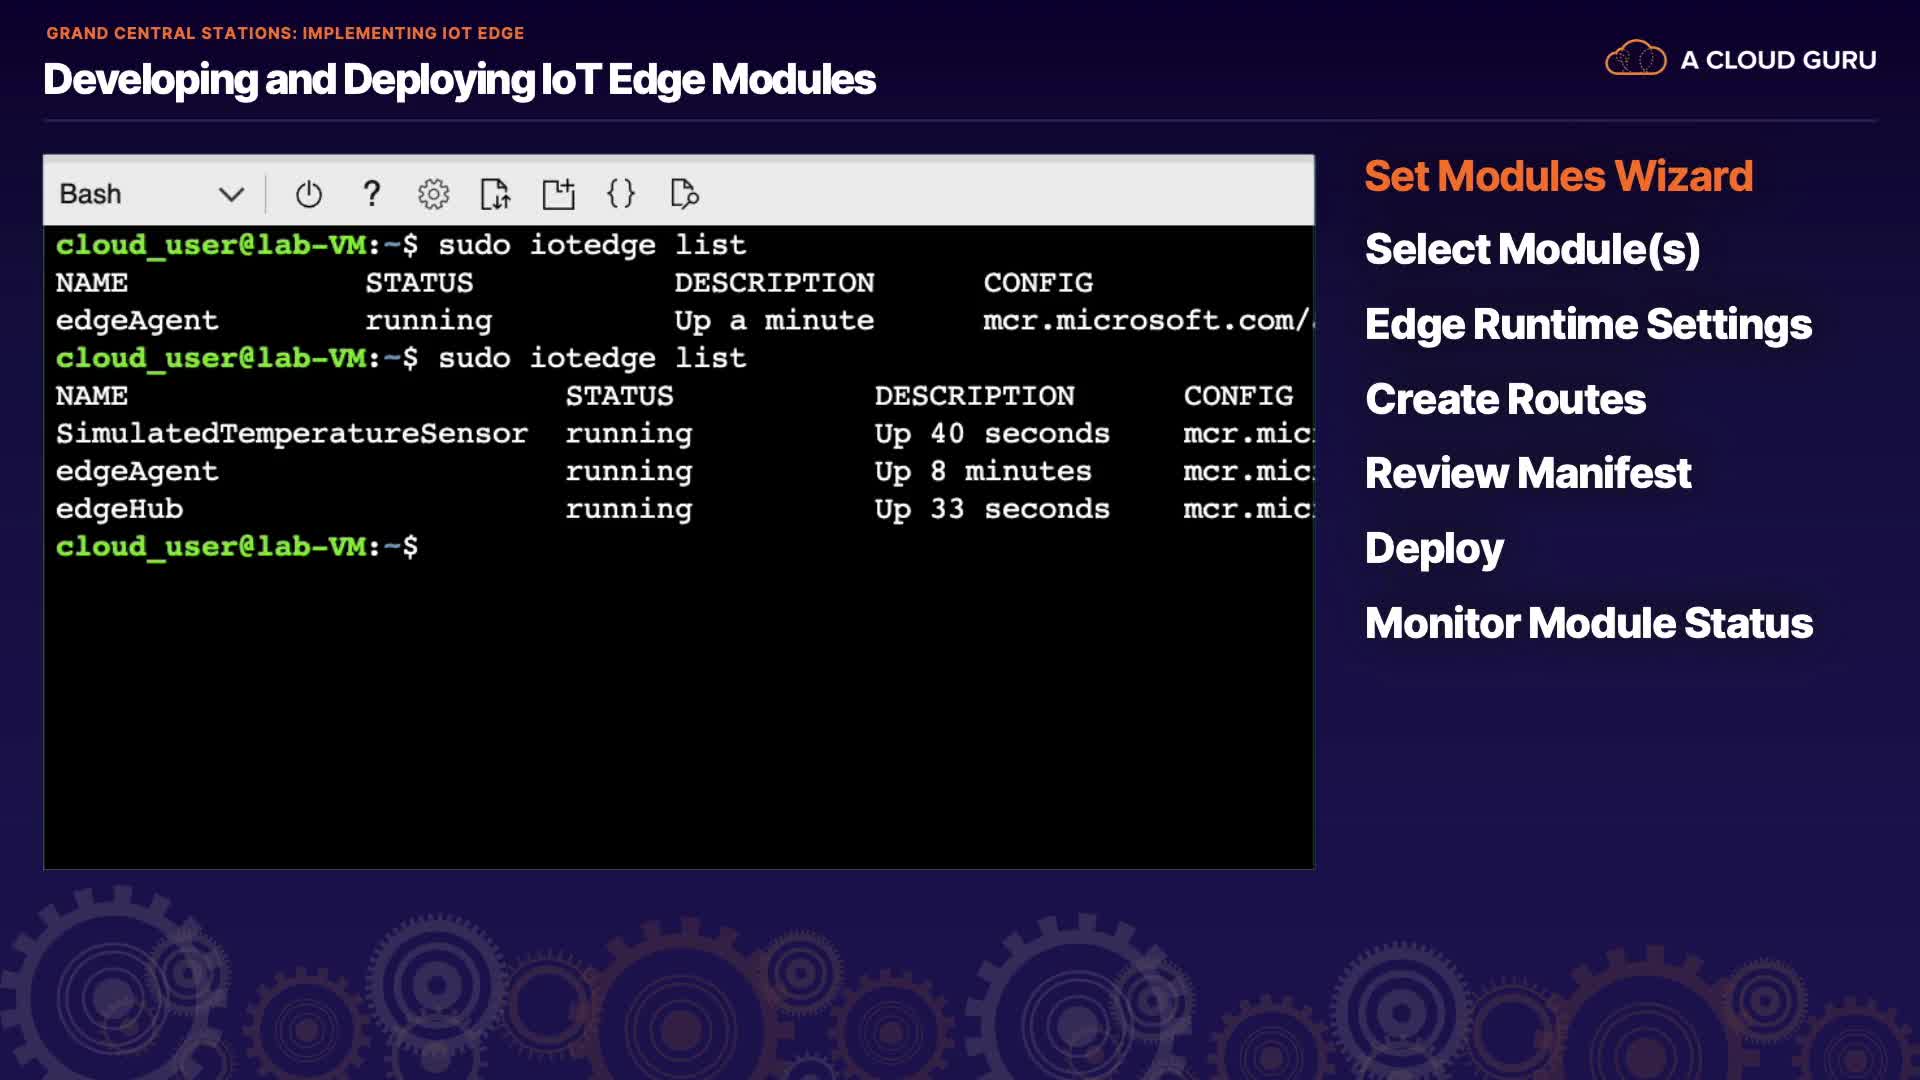 GRAND CENTRAL STATIONS: IMPLEMENTING IOT EDGE
Developing and Deploying IoT Edge Modules
A CLOUD GURU
Bash
cloud_user@lab-VM:~$ sudo iotedge list
NAME STATUS DESCRIPTION CONFIG
edgeAgent running Up a minute mcr.microsoft.com/
cloud_user@lab-VM:~$ sudo iotedge list
NAME STATUS DESCRIPTION CONFIG
SimulatedTemperatureSensor running Up 40 seconds mcr.mic
edgeAgent running Up 8 minutes mcr.mic
edgeHub running Up 33 seconds mcr.mic
cloud_user@lab-VM:~$
Set Modules Wizard
Select Module(s)
Edge Runtime Settings
Create Routes
Review Manifest
Deploy
Monitor Module Status